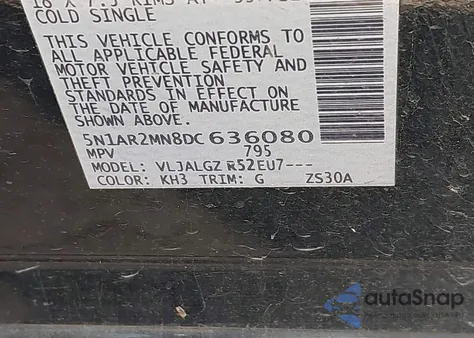 COLD SINGLE
THIS VEHICLE CONFORMS TO
ALL APPLICABLE FEDERAL
MOTOR VEHICLE SAFETY AND
THEFT PREVENTION
STANDARDS IN EFFECT ON
THE DATE OF MANUFACTURE
SHOWN ABOVE.
5N1AR2MN8DC636080
MPV 795
MODEL: VLJALGZ R52EU7---
COLOR: KH3 TRIM: G ZS30A
autoSnap